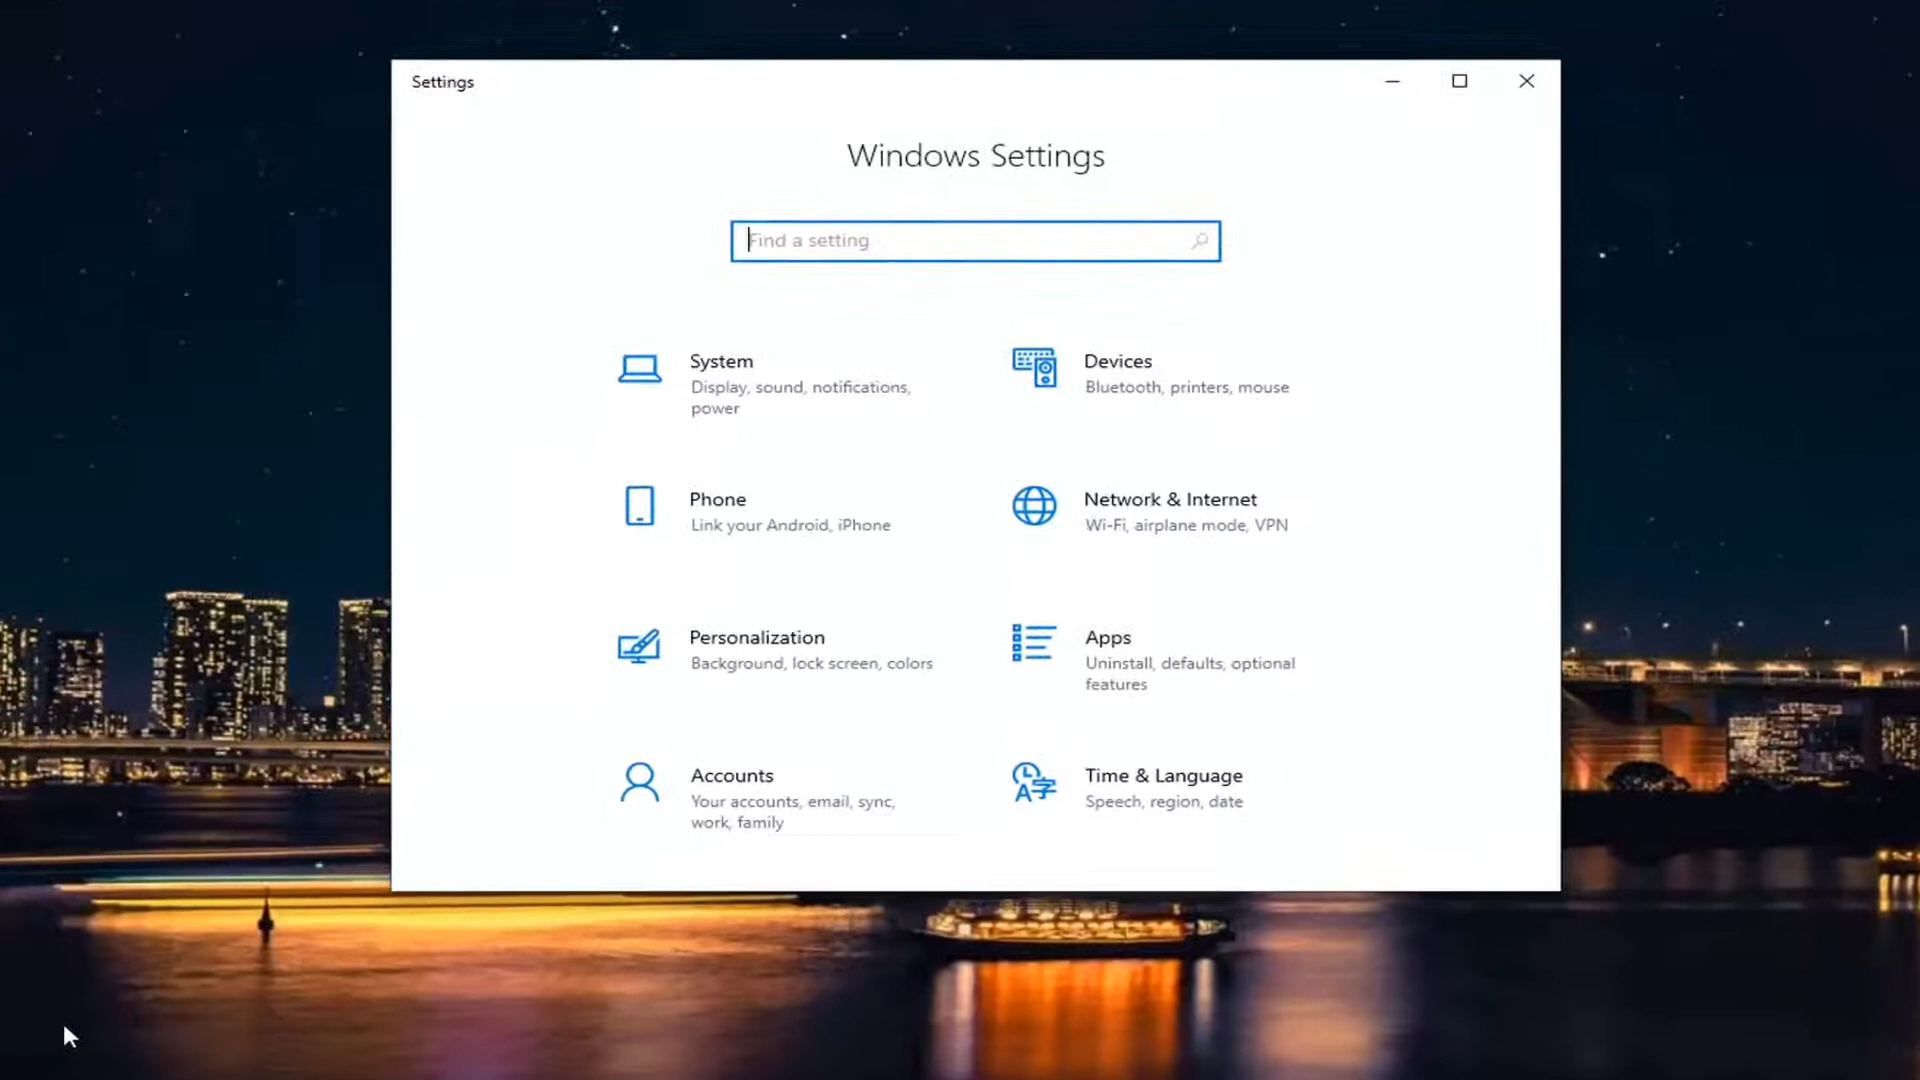 Settings
Windows Settings
Find a setting
System
Display, sound, notifications,
power
Devices
Bluetooth, printers, mouse
Phone
Link your Android, iPhone
Network & Internet
Wi-Fi, airplane mode, VPN
Personalization
Background, lock screen, colors
Apps
Uninstall, defaults, optional
features
Accounts
Your accounts, email, sync,
work, family
Time & Language
Speech, region, date